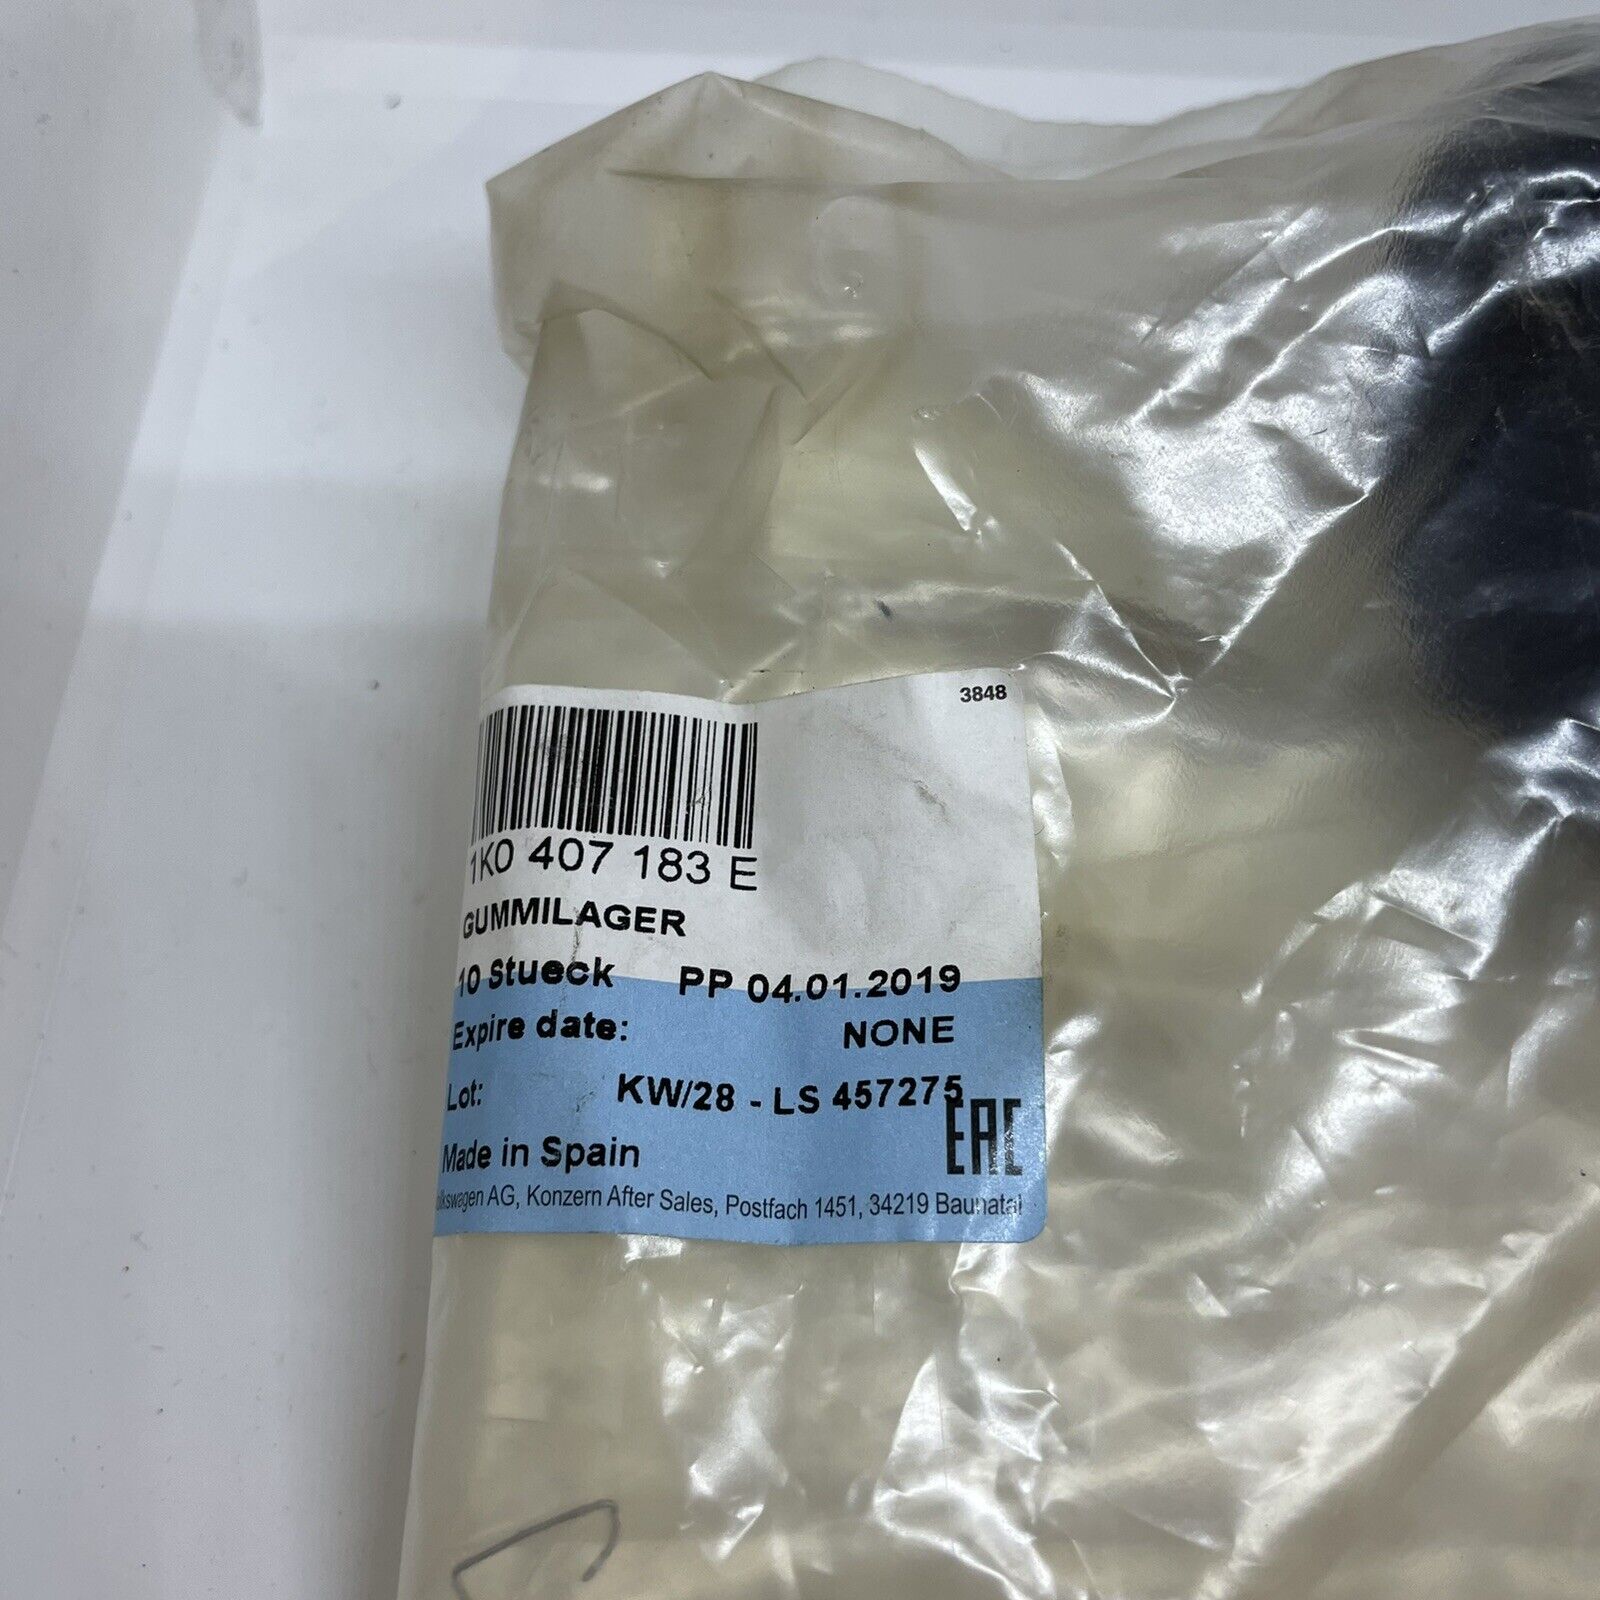 3848
1K0 407 183 E
GUMMILAGER
10 Stueck PP 04.01.2019
Expire date: NONE
Lot: KW/28 - LS 457275
EAC
Made in Spain
olkswagen AG, Konzern After Sales, Postfach 1451, 34219 Baunatal